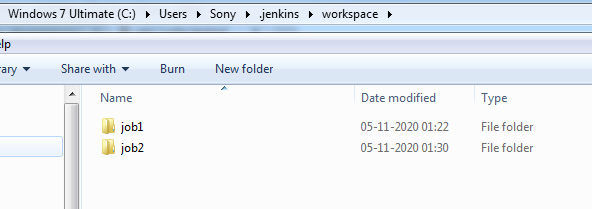 Windows 7 Ultimate (C:) Users Sony .jenkins workspace
elp
rary Share with Burn New folder
Name Date modified Type
job1 05-11-2020 01:22 File folder
job2 05-11-2020 01:30 File folder